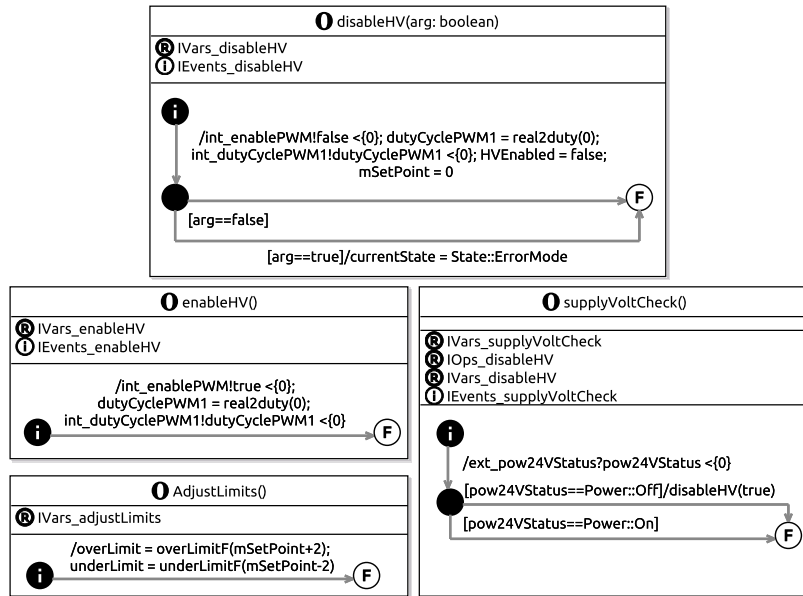 O disableHV(arg: boolean)
R IVars_disableHV
i IEvents_disableHV
i
/int_enablePWM!false <{0}; dutyCyclePWM1 = real2duty(0);
int_dutyCyclePWM1!dutyCyclePWM1 <{0}; HVEnabled = false;
mSetPoint = 0
F
[arg==false]
[arg==true]/currentState = State::ErrorMode
O enableHV()
R IVars_enableHV
i IEvents_enableHV
/int_enablePWM!true <{0};
dutyCyclePWM1 = real2duty(0);
int_dutyCyclePWM1!dutyCyclePWM1 <{0}
i F
O supplyVoltCheck()
R IVars_supplyVoltCheck
R IOps_disableHV
R IVars_disableHV
i IEvents_supplyVoltCheck
i
/ext_pow24VStatus?pow24VStatus <{0}
[pow24VStatus==Power::Off]/disableHV(true)
[pow24VStatus==Power::On]
F
O AdjustLimits()
R IVars_adjustLimits
/overLimit = overLimitF(mSetPoint+2);
underLimit = underLimitF(mSetPoint-2)
i F